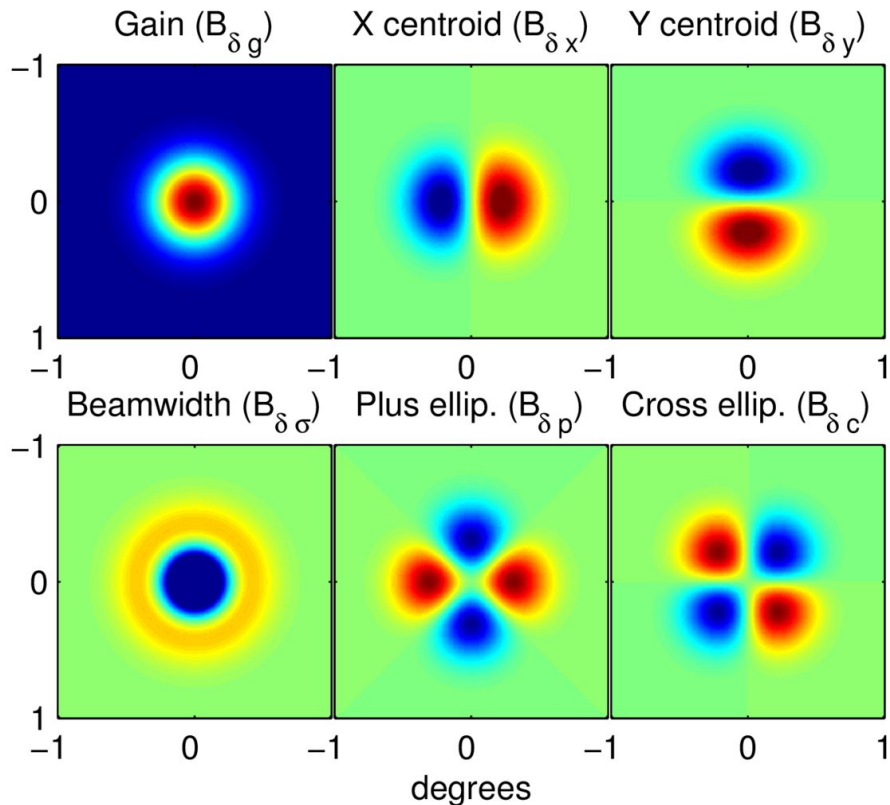 Gain (B_δ g) X centroid (B_δ x) Y centroid (B_δ y)
−1
0
1
−1 0 −1 0 −1 0 1
Beamwidth (B_δ σ) Plus ellip. (B_δ p) Cross ellip. (B_δ c)
−1
0
1
−1 0 −1 0 −1 0 1
degrees